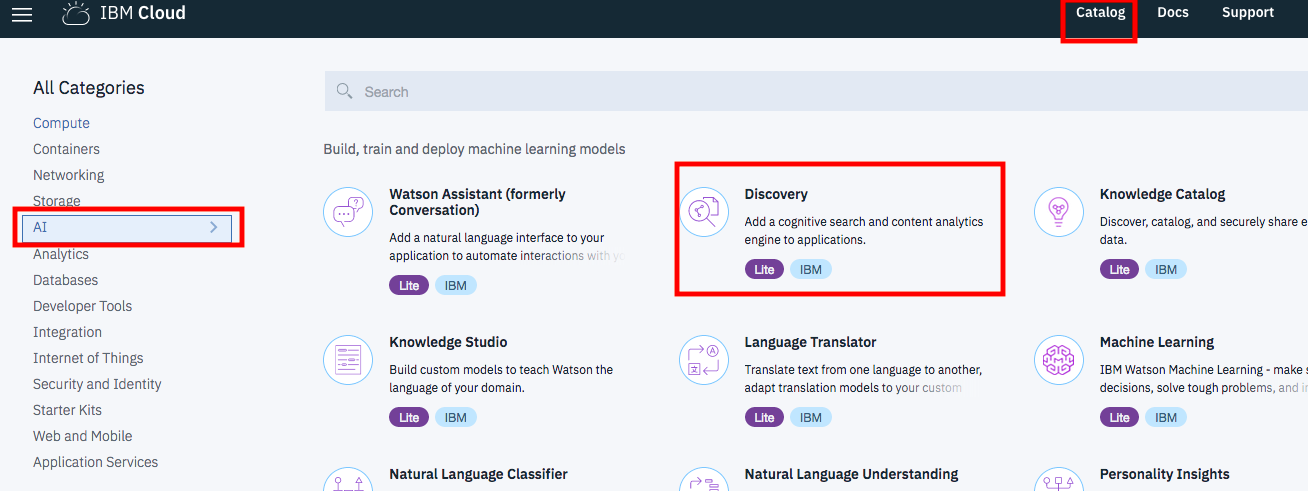 IBM Cloud
Catalog
Docs
Support
All Categories
Compute
Containers
Networking
Storage
AI
Analytics
Databases
Developer Tools
Integration
Internet of Things
Security and Identity
Starter Kits
Web and Mobile
Application Services
Search
Build, train and deploy machine learning models
Watson Assistant (formerly
Conversation)
Add a natural language interface to your
application to automate interactions with
Lite
IBM
Discovery
Add a cognitive search and content analytics
engine to applications.
Lite
IBM
Knowledge Catalog
Discover, catalog, and securely share
data.
Lite
IBM
Knowledge Studio
Build custom models to teach Watson the
language of your domain.
Lite
IBM
Language Translator
Translate text from one language to another,
adapt translation models to your custom
Lite
IBM
Machine Learning
IBM Watson Machine Learning - make
decisions, solve tough problems, and
Lite
IBM
Natural Language Classifier
Natural Language Understanding
Personality Insights